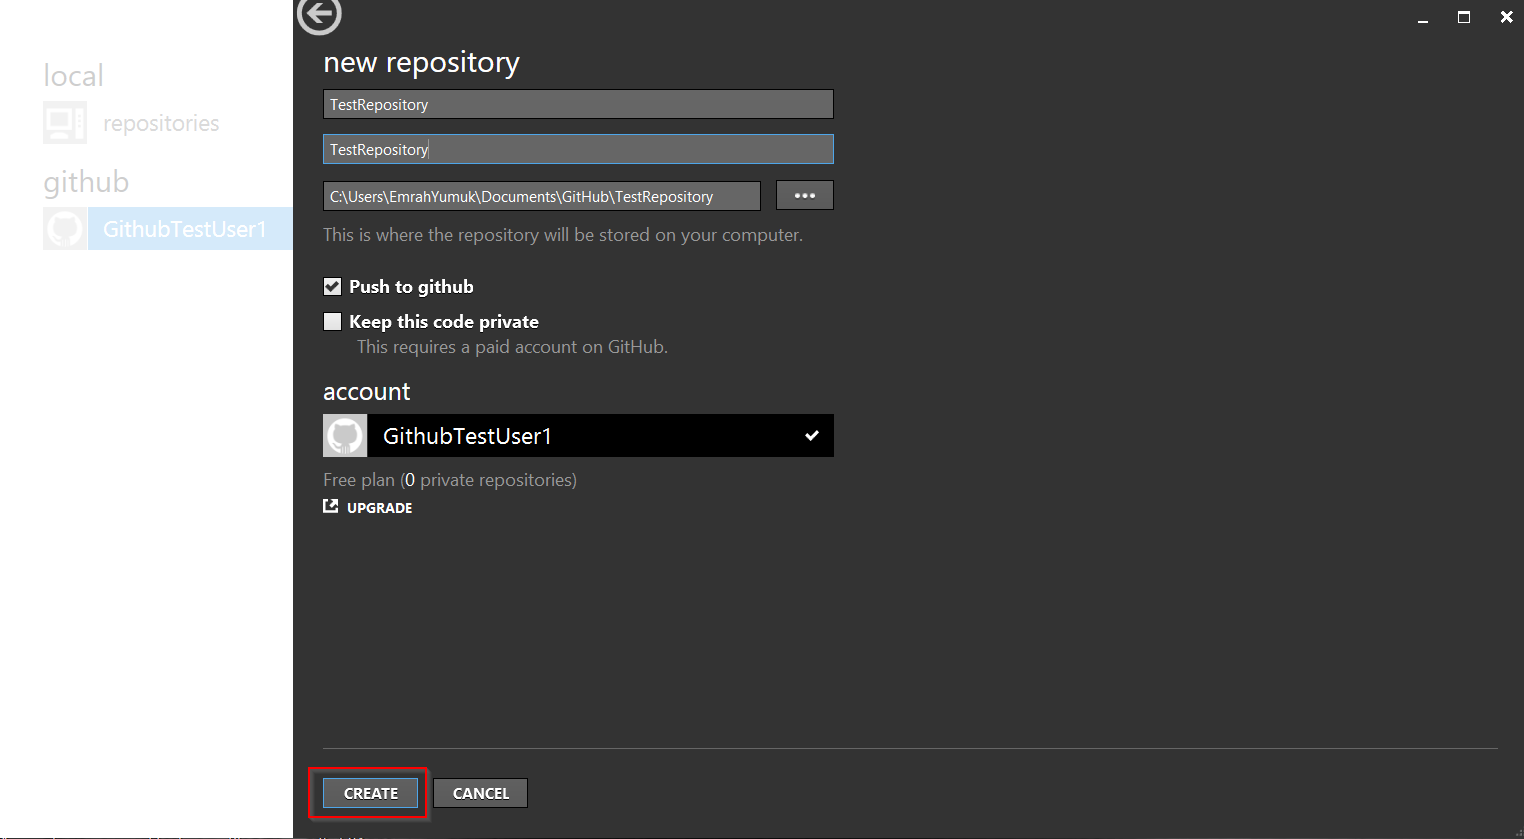 local
repositories
github
GithubTestUser1
new repository
TestRepository
TestRepository
C:\Users\EmrahYumuk\Documents\GitHub\TestRepository
•••
This is where the repository will be stored on your computer.
Push to github
Keep this code private
This requires a paid account on GitHub.
account
GithubTestUser1
Free plan (0 private repositories)
UPGRADE
CREATE
CANCEL